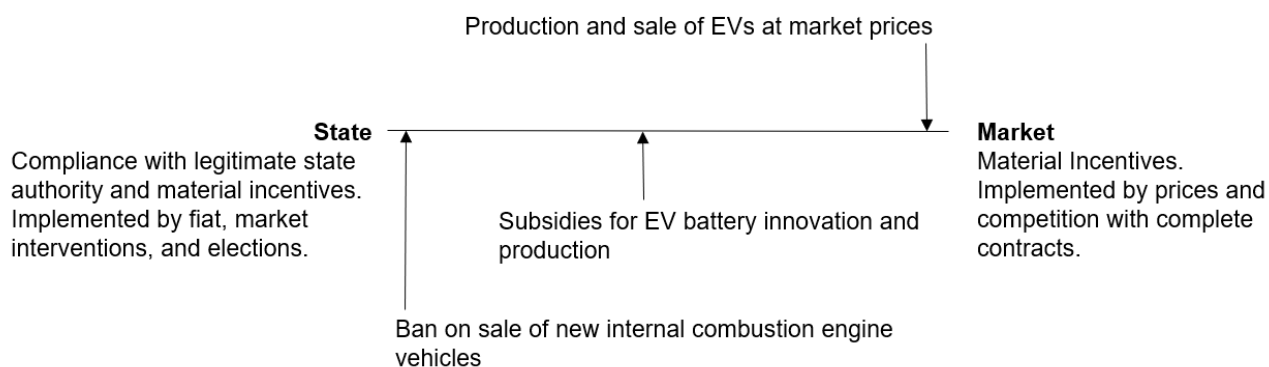 Production and sale of EVs at market prices
State
Compliance with legitimate state
authority and material incentives.
Implemented by fiat, market
interventions, and elections.
Market
Material Incentives.
Implemented by prices and
competition with complete
contracts.
Subsidies for EV battery innovation and
production
Ban on sale of new internal combustion engine
vehicles